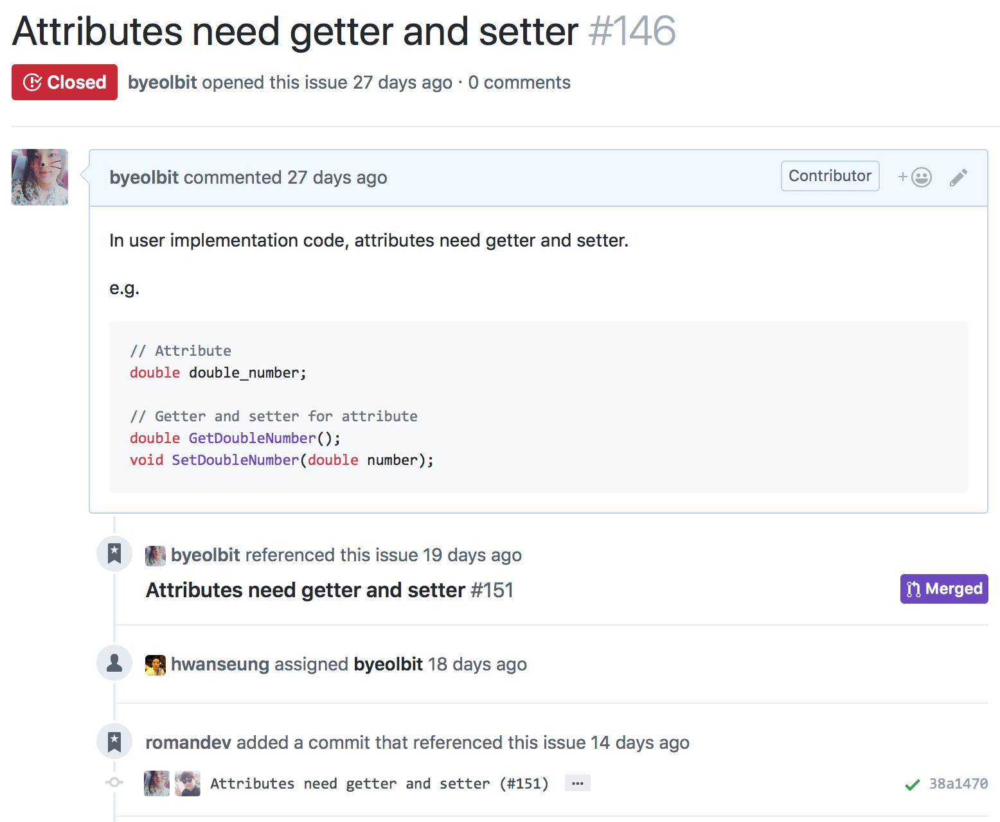 Attributes need getter and setter #146
Closed byeolbit opened this issue 27 days ago · 0 comments
byeolbit commented 27 days ago Contributor +
In user implementation code, attributes need getter and setter.
e.g.
// Attribute
double double_number;
// Getter and setter for attribute
double GetDoubleNumber();
void SetDoubleNumber(double number);
byeolbit referenced this issue 19 days ago
Attributes need getter and setter #151 Merged
hwanseung assigned byeolbit 18 days ago
romandev added a commit that referenced this issue 14 days ago
Attributes need getter and setter (#151) ... 38a1470